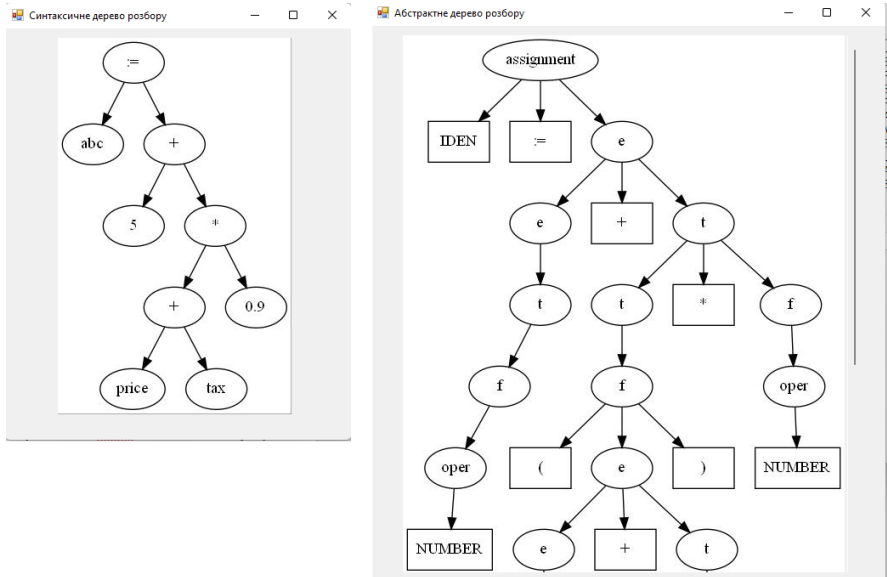 Синтаксичне дерево розбору
:=
abc
+
5
*
+
0.9
price
tax
Абстрактне дерево розбору
assignment
IDEN
:=
e
e
+
t
t
t
*
f
f
f
oper
oper
(
e
)
NUMBER
NUMBER
e
+
t